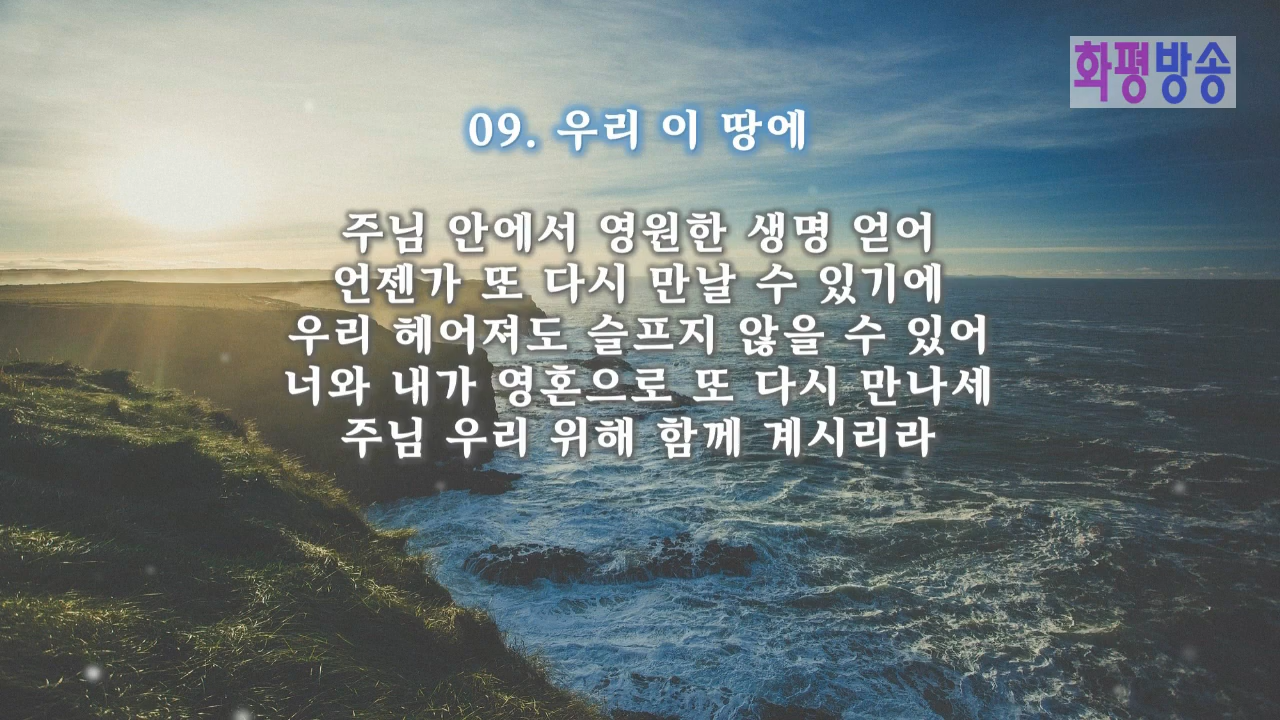 화평방송
09. 우리 이 땅에
주님 안에서 영원한 생명 얻어
언젠가 또 다시 만날 수 있기에
우리 헤어져도 슬프지 않을 수 있어
너와 내가 영혼으로 또 다시 만나세
주님 우리 위해 함께 계시리라